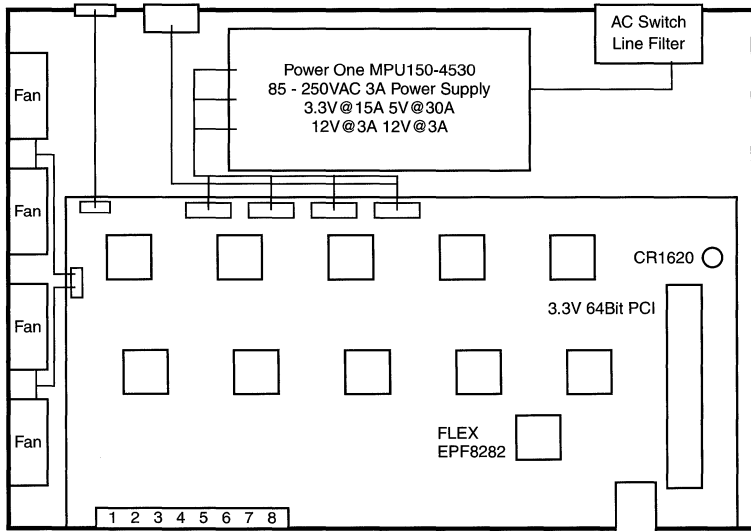 AC Switch
Line Filter
Power One MPU150-4530
85 - 250VAC 3A Power Supply
3.3V@15A 5V@30A
12V@3A 12V@3A
Fan
Fan
CR1620
3.3V 64Bit PCI
Fan
Fan
FLEX
EPF8282
1 2 3 4 5 6 7 8